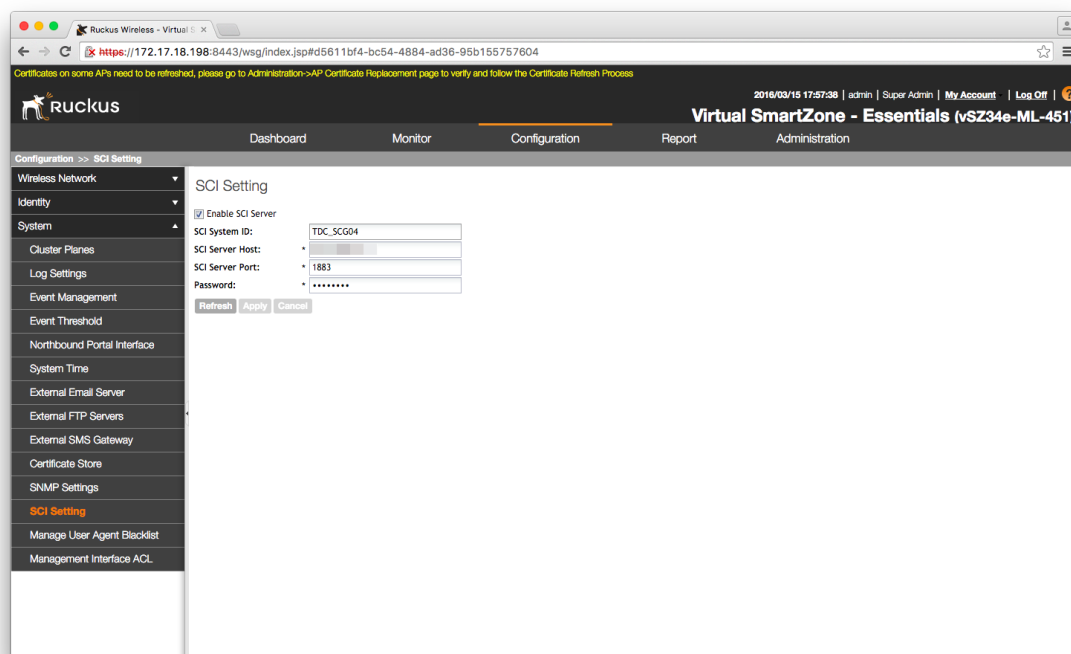 Ruckus Wireless - Virtual S
https://172.17.18.198:8443/wsg/index.jsp#d5611bf4-bc54-4884-ad36-95b155757604
Certificates on some APs need to be refreshed, please go to Administration->AP Certificate Replacement page to verify and follow the Certificate Refresh Process
2016/03/15 17:57:38 | admin | Super Admin | My Account | Log Off | ?
Ruckus
Virtual SmartZone - Essentials (vSZ34e-ML-451
Dashboard Monitor Configuration Report Administration
Configuration >> SCI Setting
Wireless Network
Identity
System
Cluster Planes
Log Settings
Event Management
Event Threshold
Northbound Portal Interface
System Time
External Email Server
External FTP Servers
External SMS Gateway
Certificate Store
SNMP Settings
SCI Setting
Manage User Agent Blacklist
Management Interface ACL
SCI Setting
Enable SCI Server
SCI System ID: TDC_SCG04
SCI Server Host: *
SCI Server Port: * 1883
Password: * ••••••••
Refresh Apply Cancel